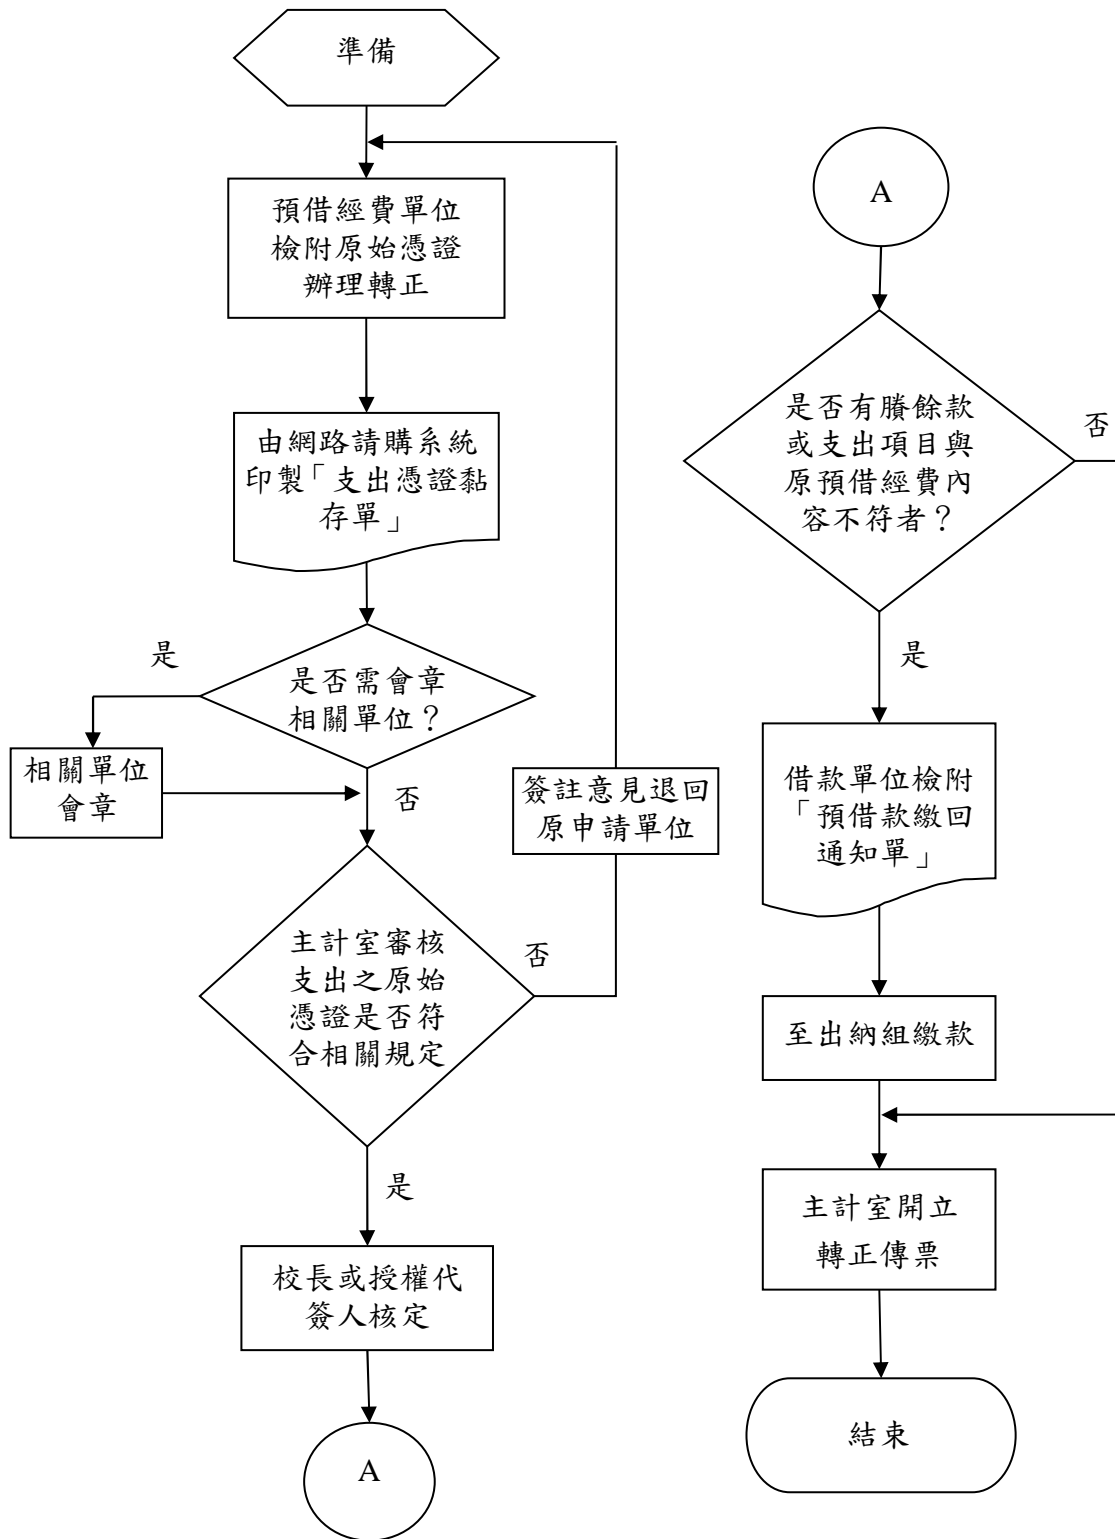 準備
預借經費單位
檢附原始憑證
辦理轉正
由網路請購系統
印製「支出憑證黏
存單」
是
是否需會章
相關單位？
相關單位
會章
否
簽註意見退回
原申請單位
主計室審核
支出之原始
憑證是否符
合相關規定
否
是
校長或授權代
簽人核定
A
A
是否有賸餘款
或支出項目與
原預借經費內
容不符者？
否
是
借款單位檢附
「預借款繳回
通知單」
至出納組繳款
主計室開立
轉正傳票
結束